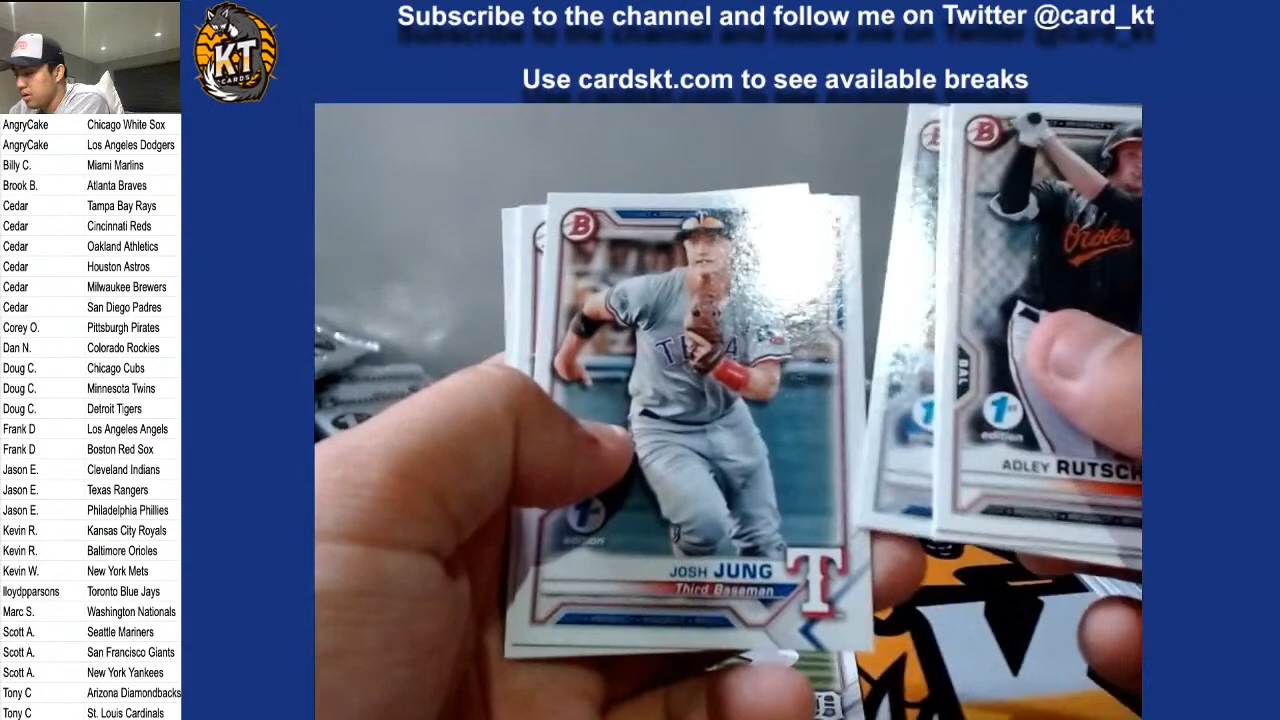 Subscribe to the channel and follow me on Twitter @card_kt
Use cardskt.com to see available breaks
KT
CARDS
AngryCake Chicago White Sox
AngryCake Los Angeles Dodgers
Billy C. Miami Marlins
Brook B. Atlanta Braves
Cedar Tampa Bay Rays
Cedar Cincinnati Reds
Cedar Oakland Athletics
Cedar Houston Astros
Cedar Milwaukee Brewers
Cedar San Diego Padres
Corey O. Pittsburgh Pirates
Dan N. Colorado Rockies
Doug C. Chicago Cubs
Doug C. Minnesota Twins
Doug C. Detroit Tigers
Frank D Los Angeles Angels
Frank D Boston Red Sox
Jason E. Cleveland Indians
Jason E. Texas Rangers
Jason E. Philadelphia Phillies
Kevin R. Kansas City Royals
Kevin R. Baltimore Orioles
Kevin W. New York Mets
lloydpparsons Toronto Blue Jays
Marc S. Washington Nationals
Scott A. Seattle Mariners
Scott A. San Francisco Giants
Scott A. New York Yankees
Tony C Arizona Diamondbacks
Tony C St. Louis Cardinals
B
1st
edition
JOSH JUNG
Third Baseman
T
B
Orioles
BAL
1st
edition
ADLEY RUTSCH